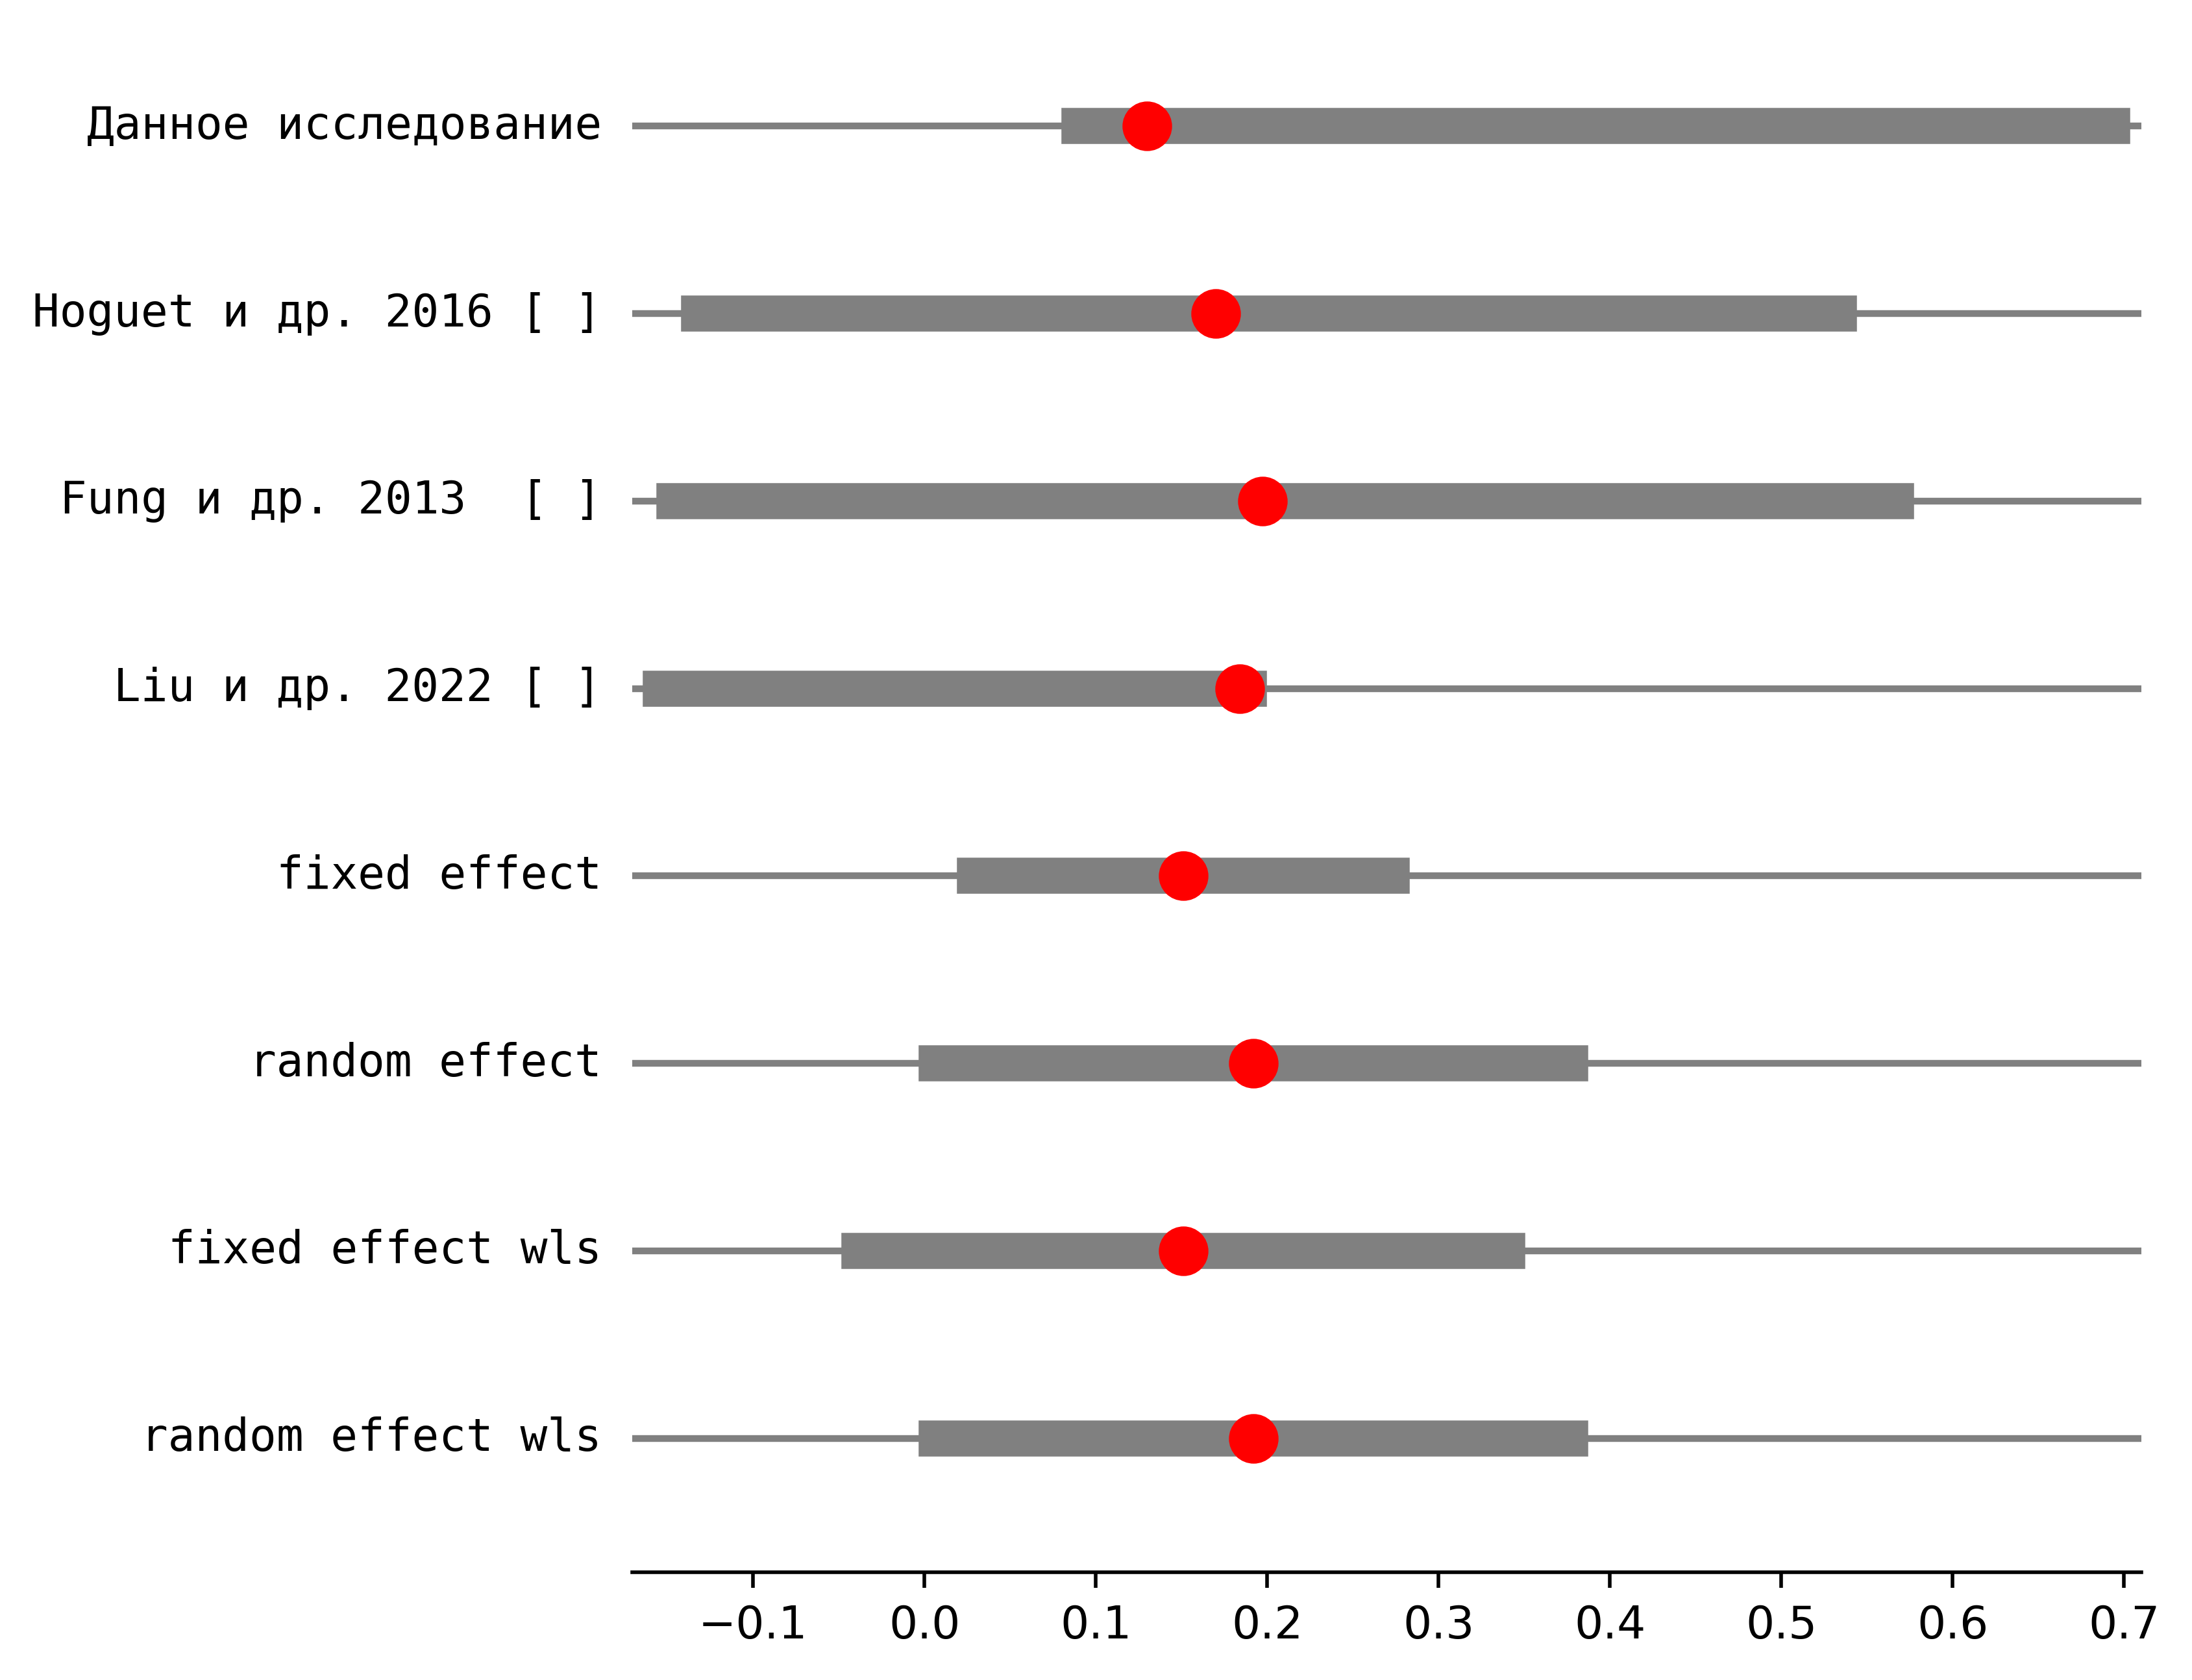 Данное исследование
Hoguet и др. 2016 [ ]
Fung и др. 2013  [ ]
Liu и др. 2022 [ ]
fixed effect
random effect
fixed effect wls
random effect wls
−0.1 0.0 0.1 0.2 0.3 0.4 0.5 0.6 0.7